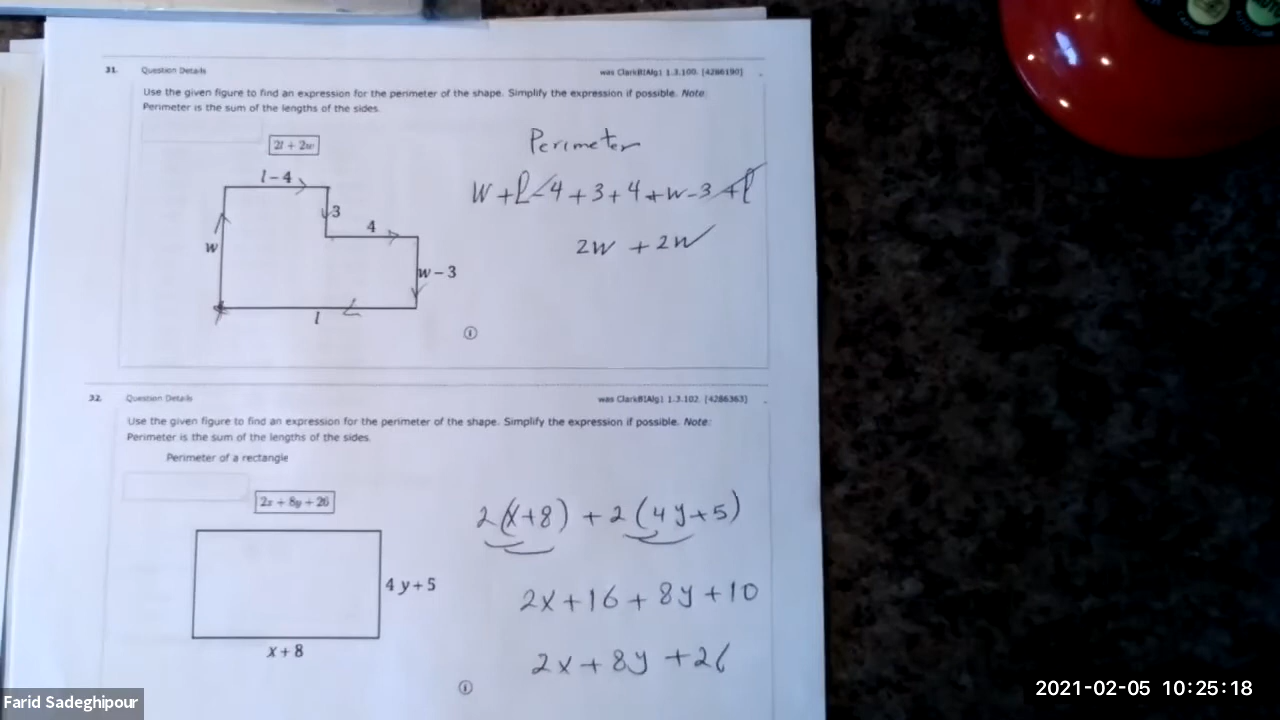 31. Question Details was ClarkBIAlg1 1.3.100. [4286190]
Use the given figure to find an expression for the perimeter of the shape. Simplify the expression if possible. Note:
Perimeter is the sum of the lengths of the sides.
2l + 2w
Perimeter
l – 4
w + l - 4 + 3 + 4 + w - 3 + l
3
4
2w + 2w
w
w – 3
l
32. Question Details was ClarkBIAlg1 1.3.102. [4286363]
Use the given figure to find an expression for the perimeter of the shape. Simplify the expression if possible. Note:
Perimeter is the sum of the lengths of the sides.
Perimeter of a rectangle
2x + 8y + 26
2(x+8) + 2(4y+5)
4 y + 5
2x + 16 + 8y + 10
x + 8
2x + 8y + 26
Farid Sadeghipour
2021-02-05 10:25:18